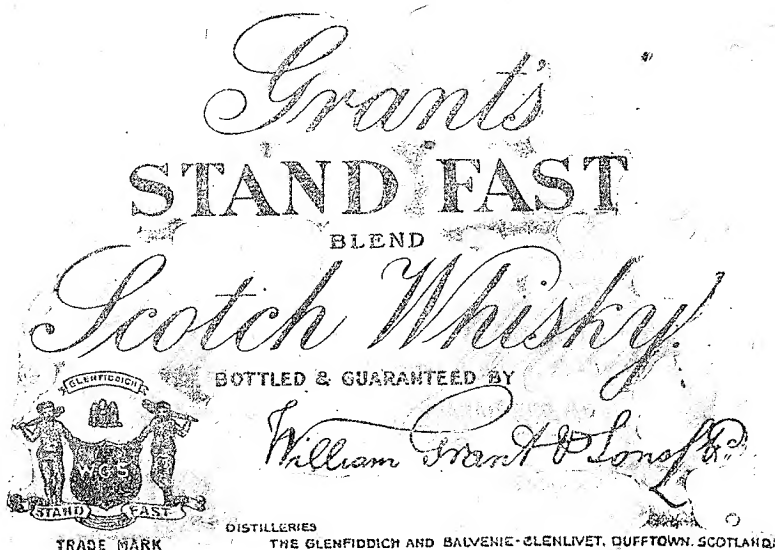 Grant's
STAND FAST
BLEND
Scotch Whisky.
BOTTLED & GUARANTEED BY
William Grant & Sons Ltd.
GLENFIDDICH
W.G.S
STAND FAST
TRADE MARK
DISTILLERIES
THE GLENFIDDICH AND BALVENIE-GLENLIVET, DUFFTOWN. SCOTLAND.